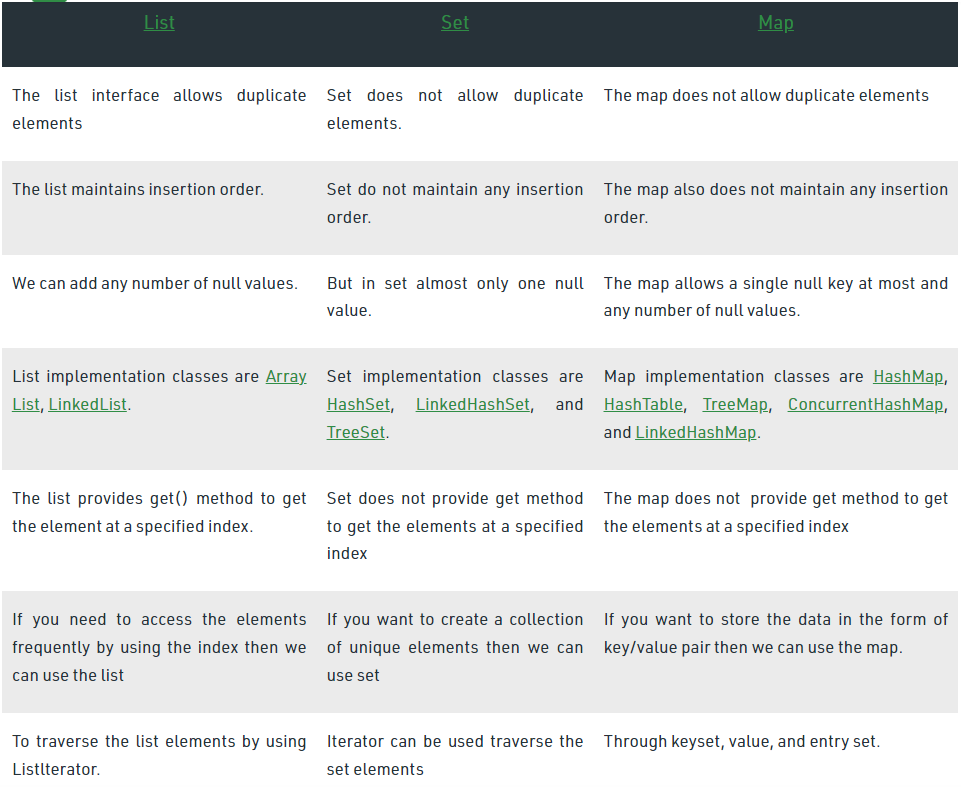 List
Set
Map
The list interface allows duplicate
elements
Set does not allow duplicate
elements.
The map does not allow duplicate elements
The list maintains insertion order.
Set do not maintain any insertion
order.
The map also does not maintain any insertion
order.
We can add any number of null values.
But in set almost only one null
value.
The map allows a single null key at most and
any number of null values.
List implementation classes are Array
List, LinkedList.
Set implementation classes are
HashSet, LinkedHashSet, and
TreeSet.
Map implementation classes are HashMap,
HashTable, TreeMap, ConcurrentHashMap,
and LinkedHashMap.
The list provides get() method to get
the element at a specified index.
Set does not provide get method
to get the elements at a specified
index
The map does not provide get method to get
the elements at a specified index
If you need to access the elements
frequently by using the index then we
can use the list
If you want to create a collection
of unique elements then we can
use set
If you want to store the data in the form of
key/value pair then we can use the map.
To traverse the list elements by using
Listlterator.
Iterator can be used traverse the
set elements
Through keyset, value, and entry set.